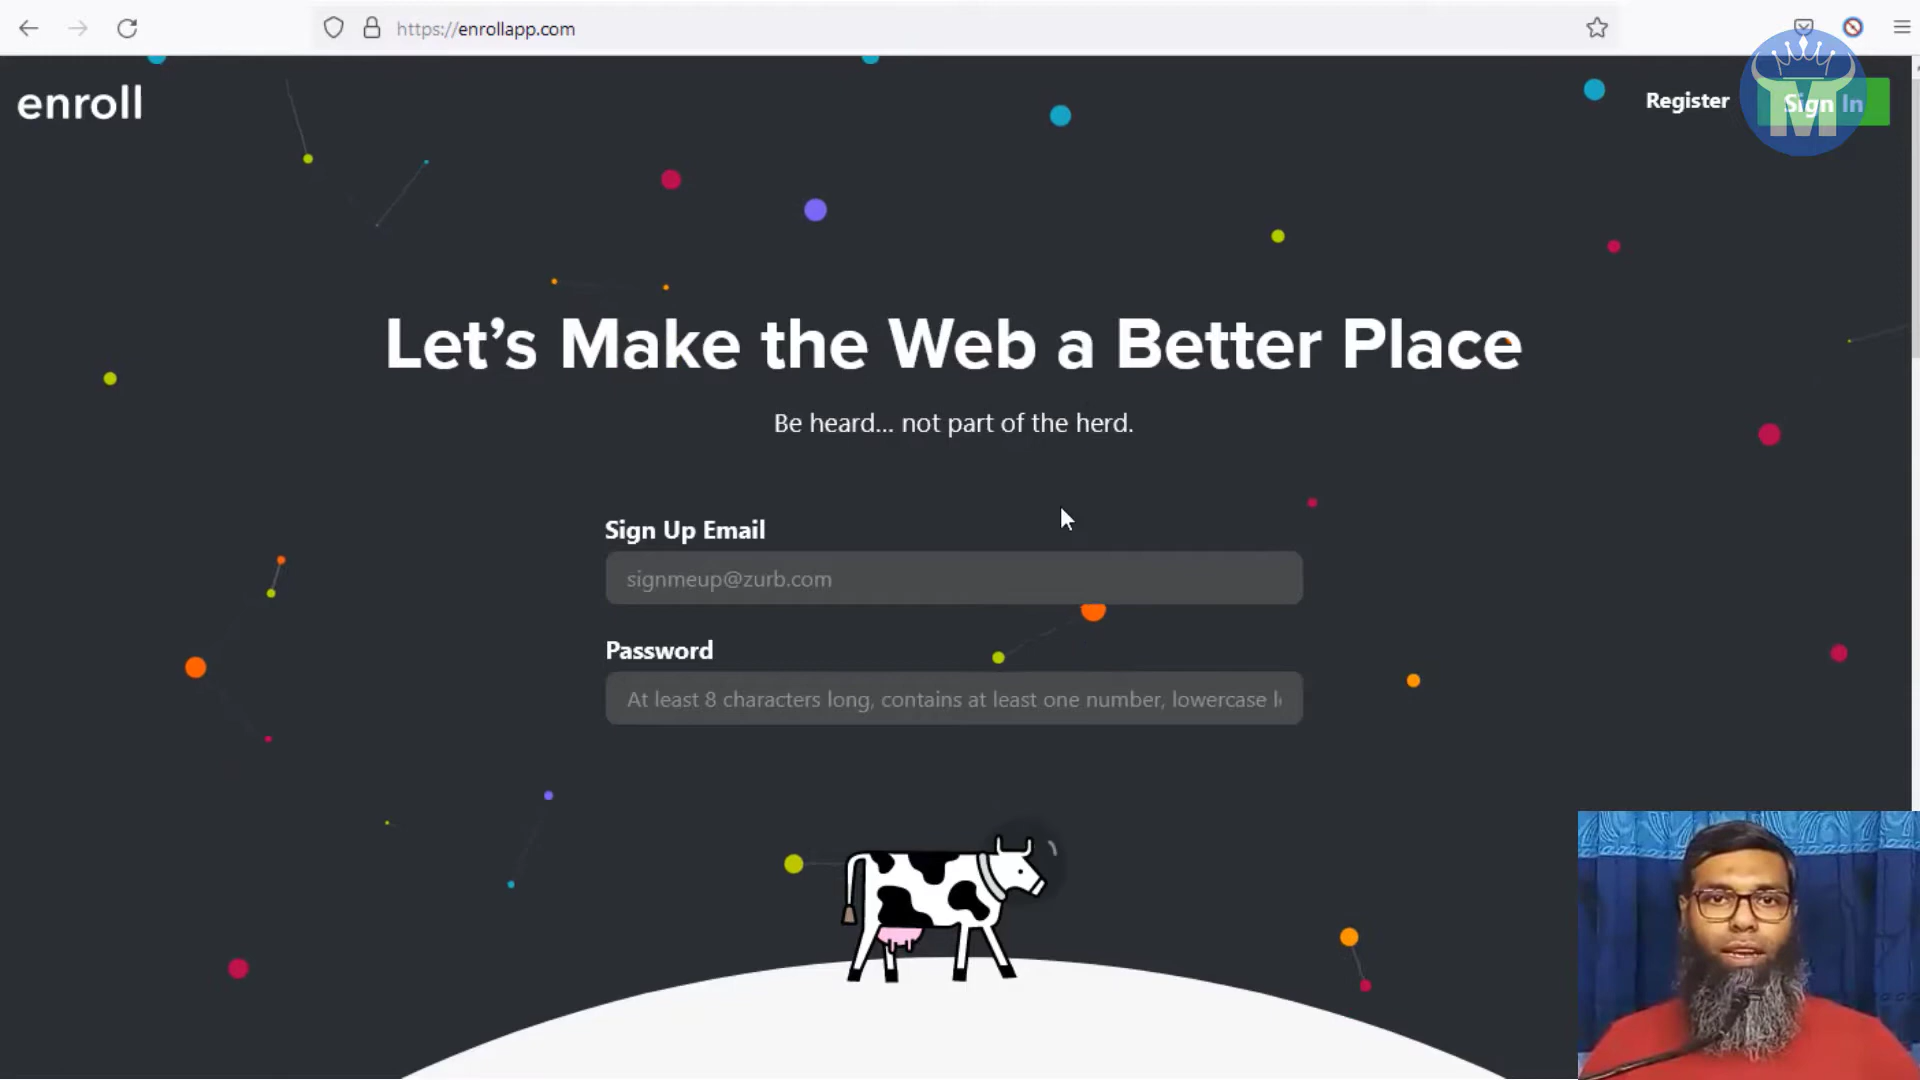 https://enrollapp.com
enroll
Register
Sign In
M
Let's Make the Web a Better Place
Be heard... not part of the herd.
Sign Up Email
signmeup@zurb.com
Password
At least 8 characters long, contains at least one number, lowercase l